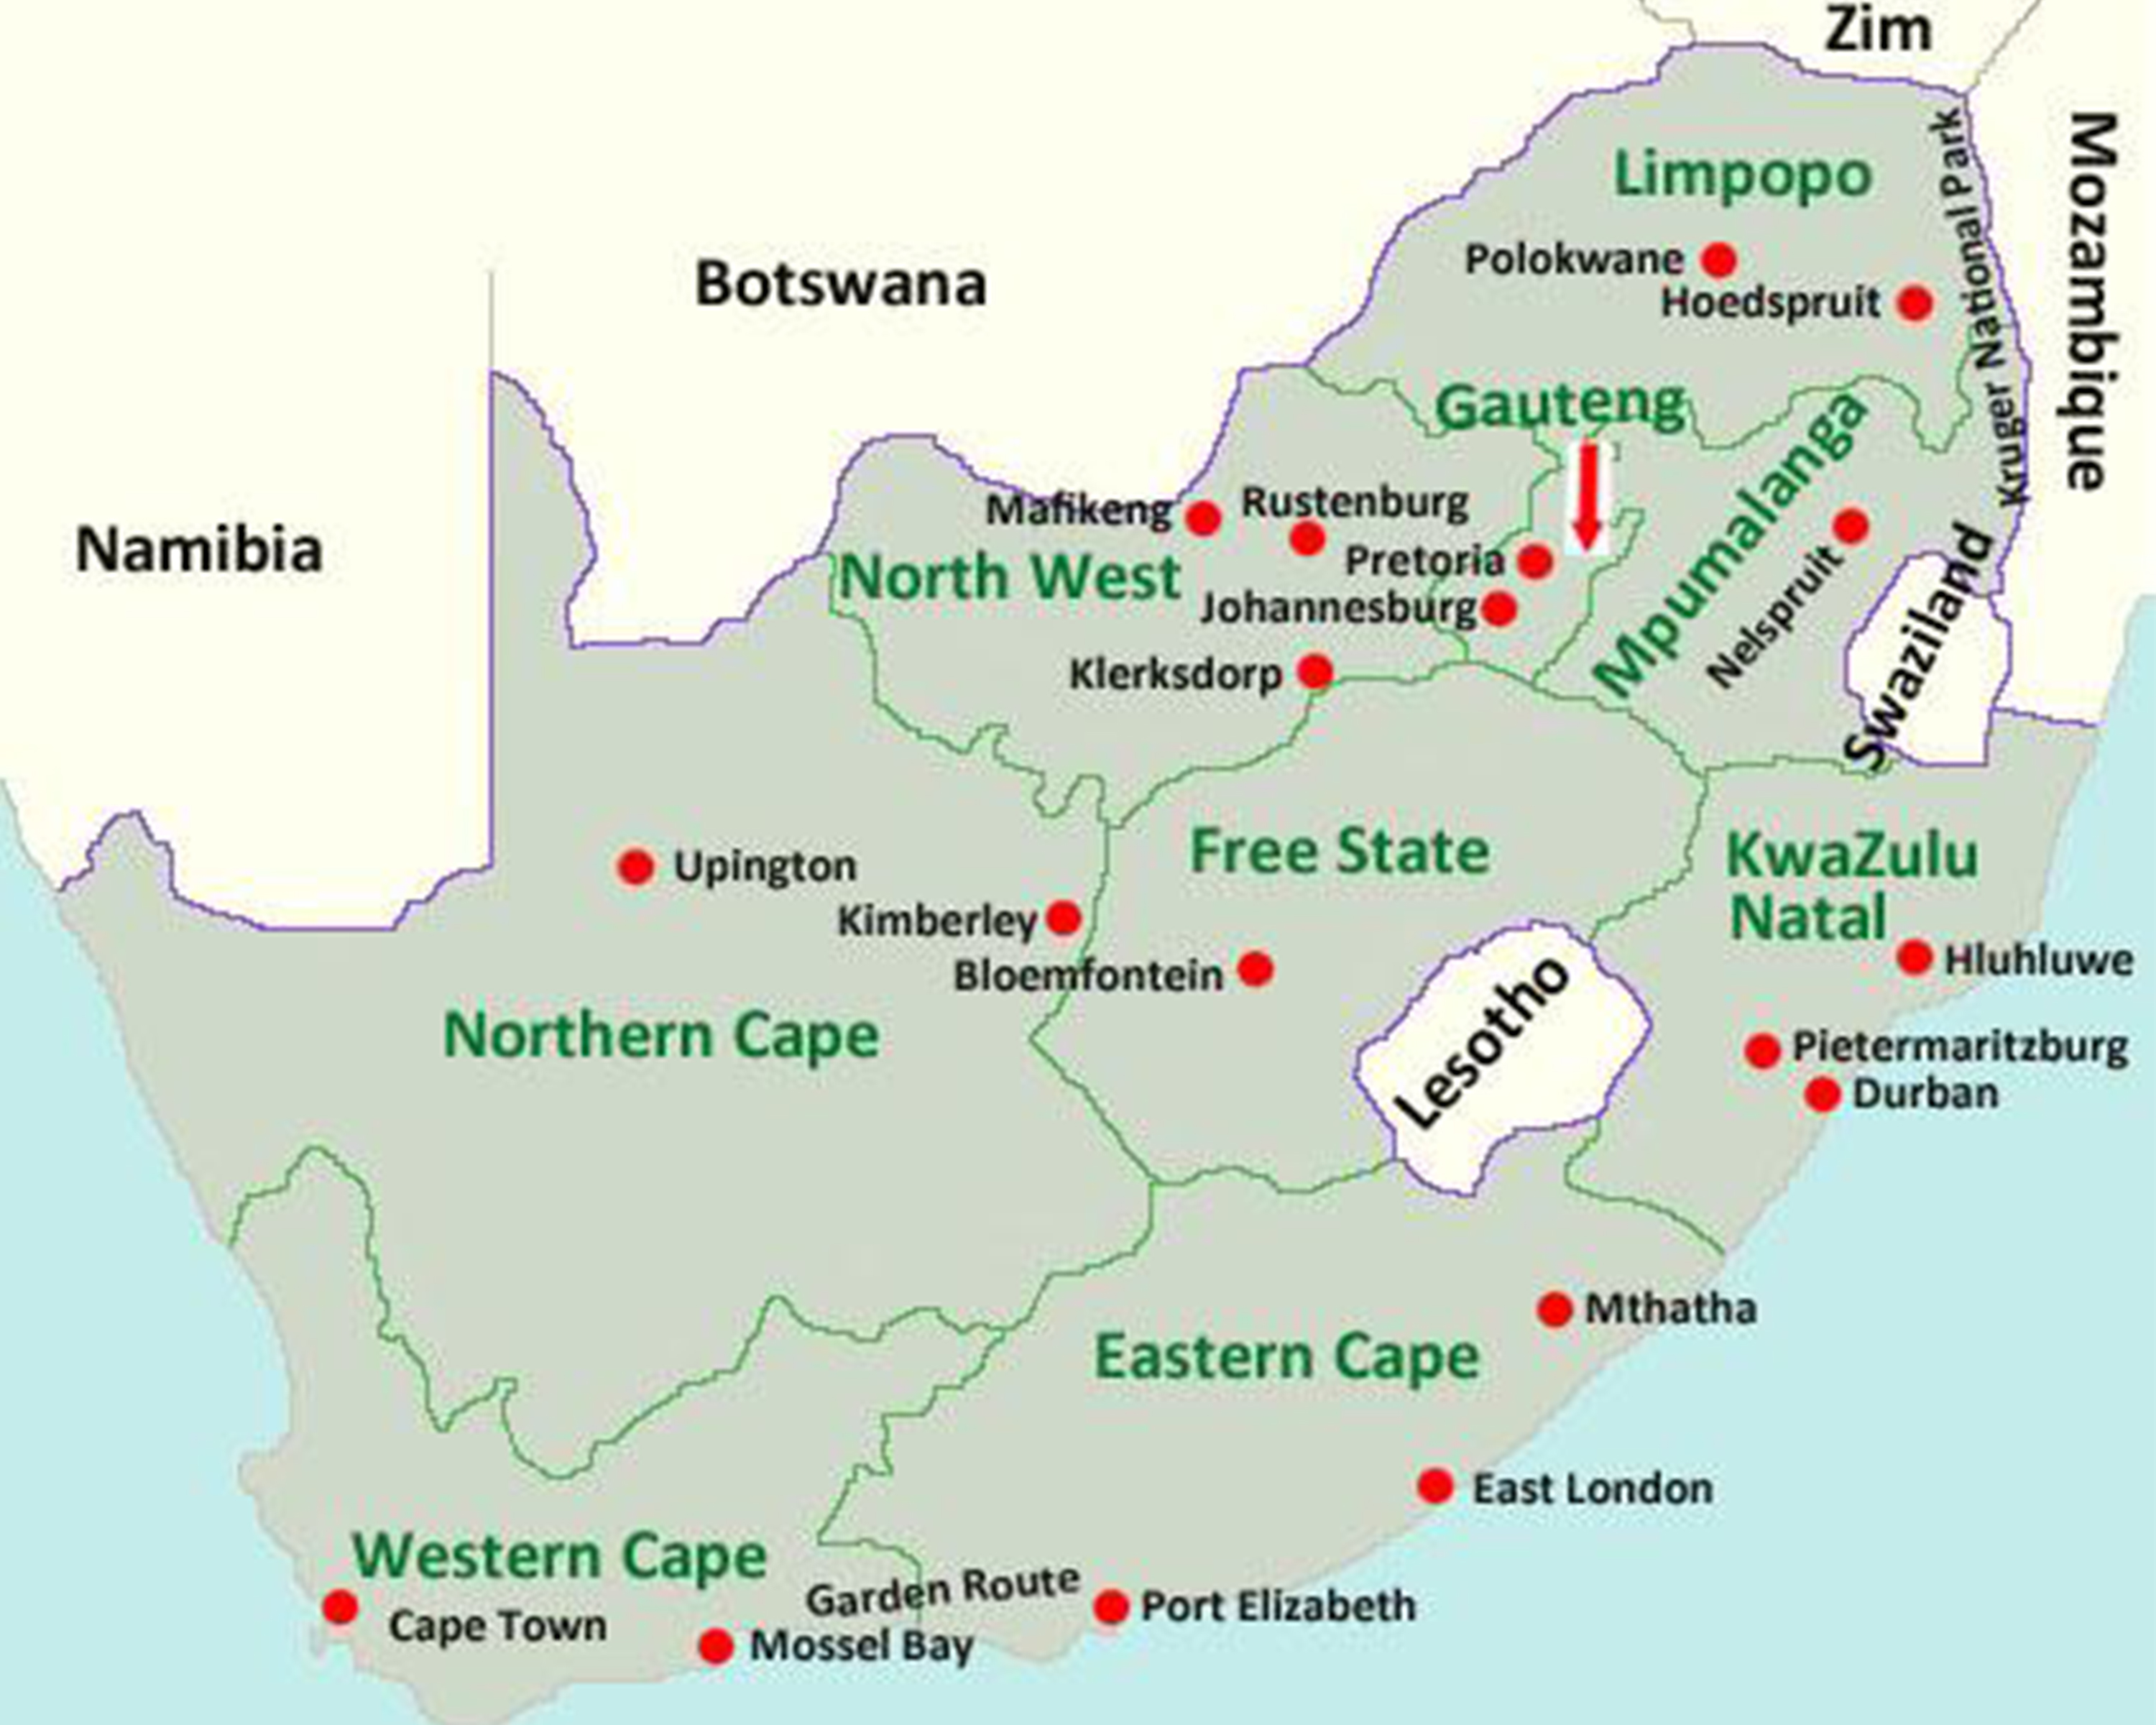 Zim
Mozambique
Kruger National Park
Limpopo
Polokwane
Hoedspruit
Botswana
Gauteng
Mpumalanga
Namibia
Mafikeng
Rustenburg
North West
Pretoria
Johannesburg
Nelspruit
Swaziland
Klerksdorp
Upington
Free State
KwaZulu
Natal
Kimberley
Bloemfontein
Hluhluwe
Lesotho
Northern Cape
Pietermaritzburg
Durban
Mthatha
Eastern Cape
East London
Western Cape
Garden Route
Port Elizabeth
Cape Town
Mossel Bay